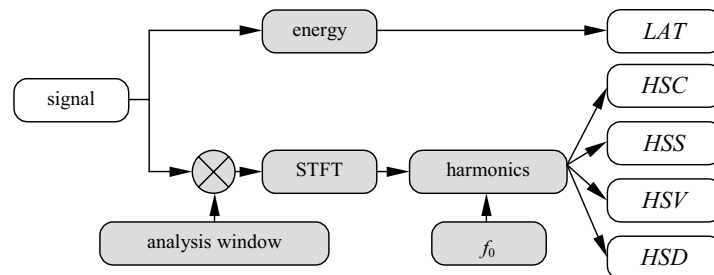 energy
LAT
signal
HSC
HSS
STFT
harmonics
HSV
analysis window
f₀
HSD